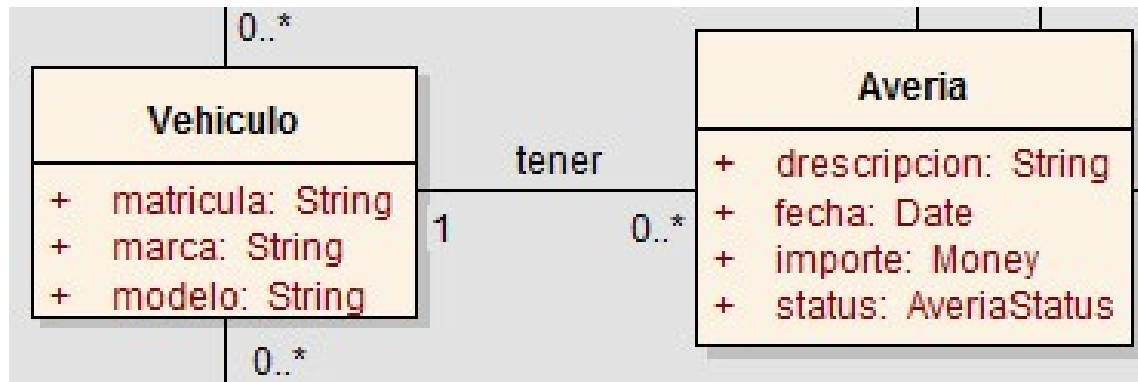 0..*
Vehiculo
+ matricula: String
+ marca: String
+ modelo: String
0..*
tener
1
0..*
Averia
+ drescripcion: String
+ fecha: Date
+ importe: Money
+ status: AveriaStatus